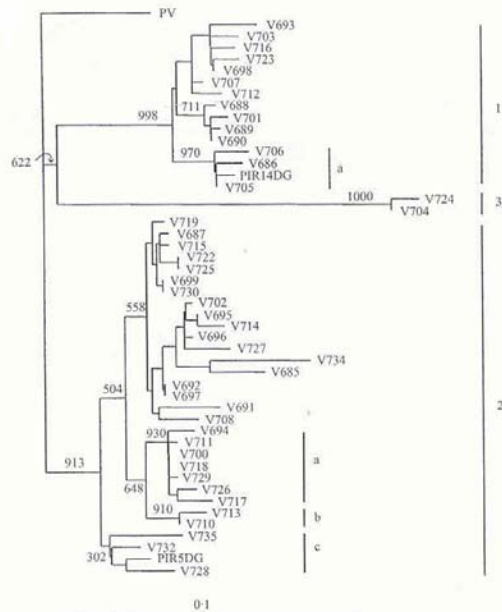 PV
V693
V703
V716
V723
V698
V707
V712
711
V688
998
V701
V689
V690
1
970
V706
V686
a
PIR14DG
V705
622
1000
V724
V704
3
V719
V687
V715
V722
V725
V699
V730
558
V702
V695
V714
V696
V727
V734
V685
V692
V697
504
V691
V708
2
930
V694
V711
V700
a
V718
V729
V726
V717
648
913
910
V713
b
V710
V735
302
V732
c
PIR5DG
V728
0·1